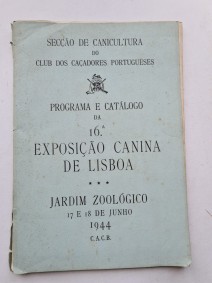 SECÇÃO DE CANICULTURA
DO
CLUB DOS CAÇADORES PORTUGUESES
PROGRAMA E CATÁLOGO
DA
16.ª
EXPOSIÇÃO CANINA
DE LISBOA
* * *
JARDIM ZOOLÓGICO
17 E 18 DE JUNHO
1944
C.A.C.B.